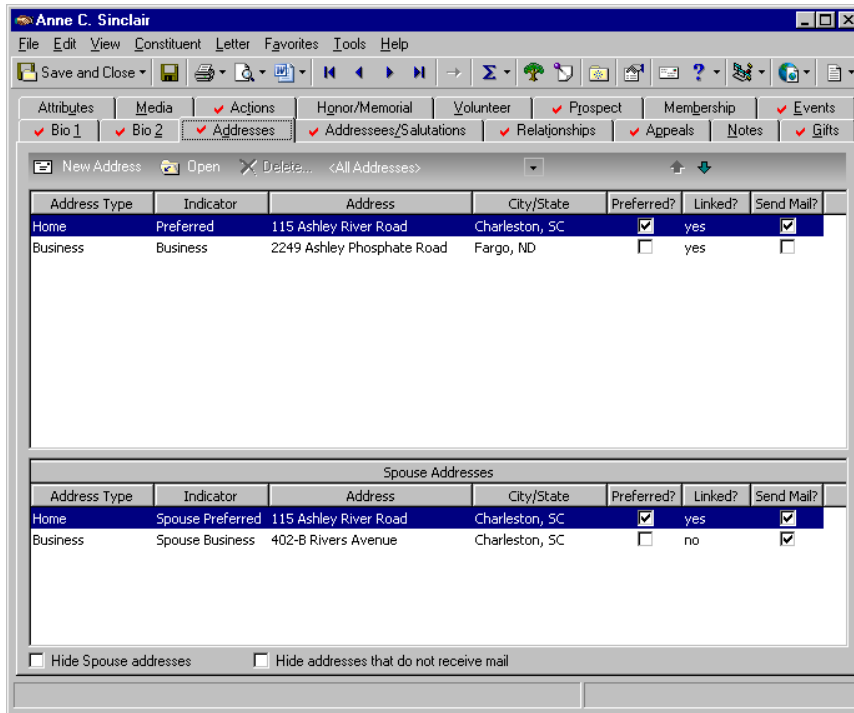 Anne C. Sinclair
File Edit View Constituent Letter Favorites Tools Help
Save and Close
Attributes Media Actions Honor/Memorial Volunteer Prospect Membership Events
Bio 1 Bio 2 Addresses Addressees/Salutations Relationships Appeals Notes Gifts
New Address Open Delete... <All Addresses>
Address Type Indicator Address City/State Preferred? Linked? Send Mail?
Home Preferred 115 Ashley River Road Charleston, SC yes
Business Business 2249 Ashley Phosphate Road Fargo, ND yes
Spouse Addresses
Address Type Indicator Address City/State Preferred? Linked? Send Mail?
Home Spouse Preferred 115 Ashley River Road Charleston, SC yes
Business Spouse Business 402-B Rivers Avenue Charleston, SC no
Hide Spouse addresses Hide addresses that do not receive mail